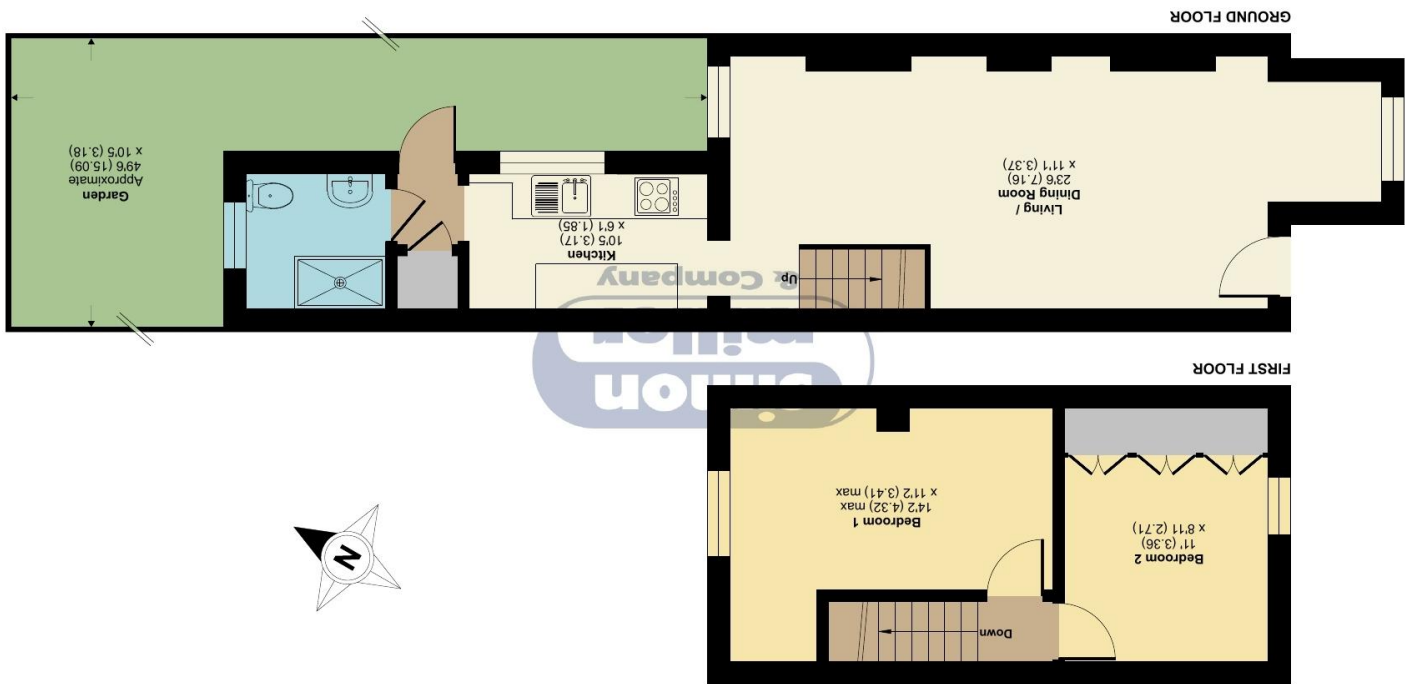 Bedroom 2
11' (3.36)
x 8'11 (2.71)
Down
Bedroom 1
14'2 (4.32) max
x 11'2 (3.41) max
FIRST FLOOR
N
simon
miller
& Company
Living /
Dining Room
23'6 (7.16)
x 11'1 (3.37)
Up
Kitchen
10'5 (3.17)
x 6'1 (1.85)
Garden
Approximate
49'6 (15.09)
x 10'5 (3.18)
GROUND FLOOR